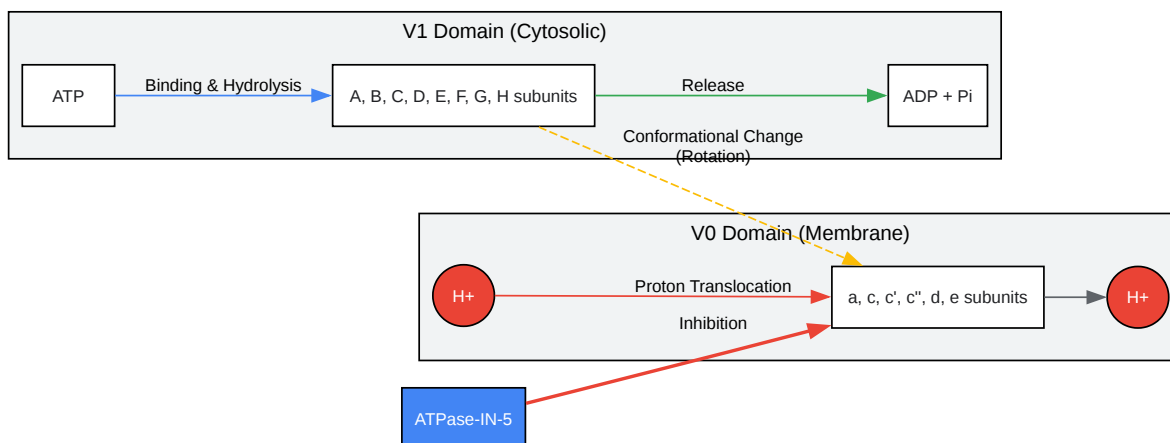 V1 Domain (Cytosolic)
ATP
Binding & Hydrolysis
A, B, C, D, E, F, G, H subunits
Release
ADP + Pi
Conformational Change
(Rotation)
V0 Domain (Membrane)
H+
Proton Translocation
a, c, c', c'', d, e subunits
H+
Inhibition
ATPase-IN-5